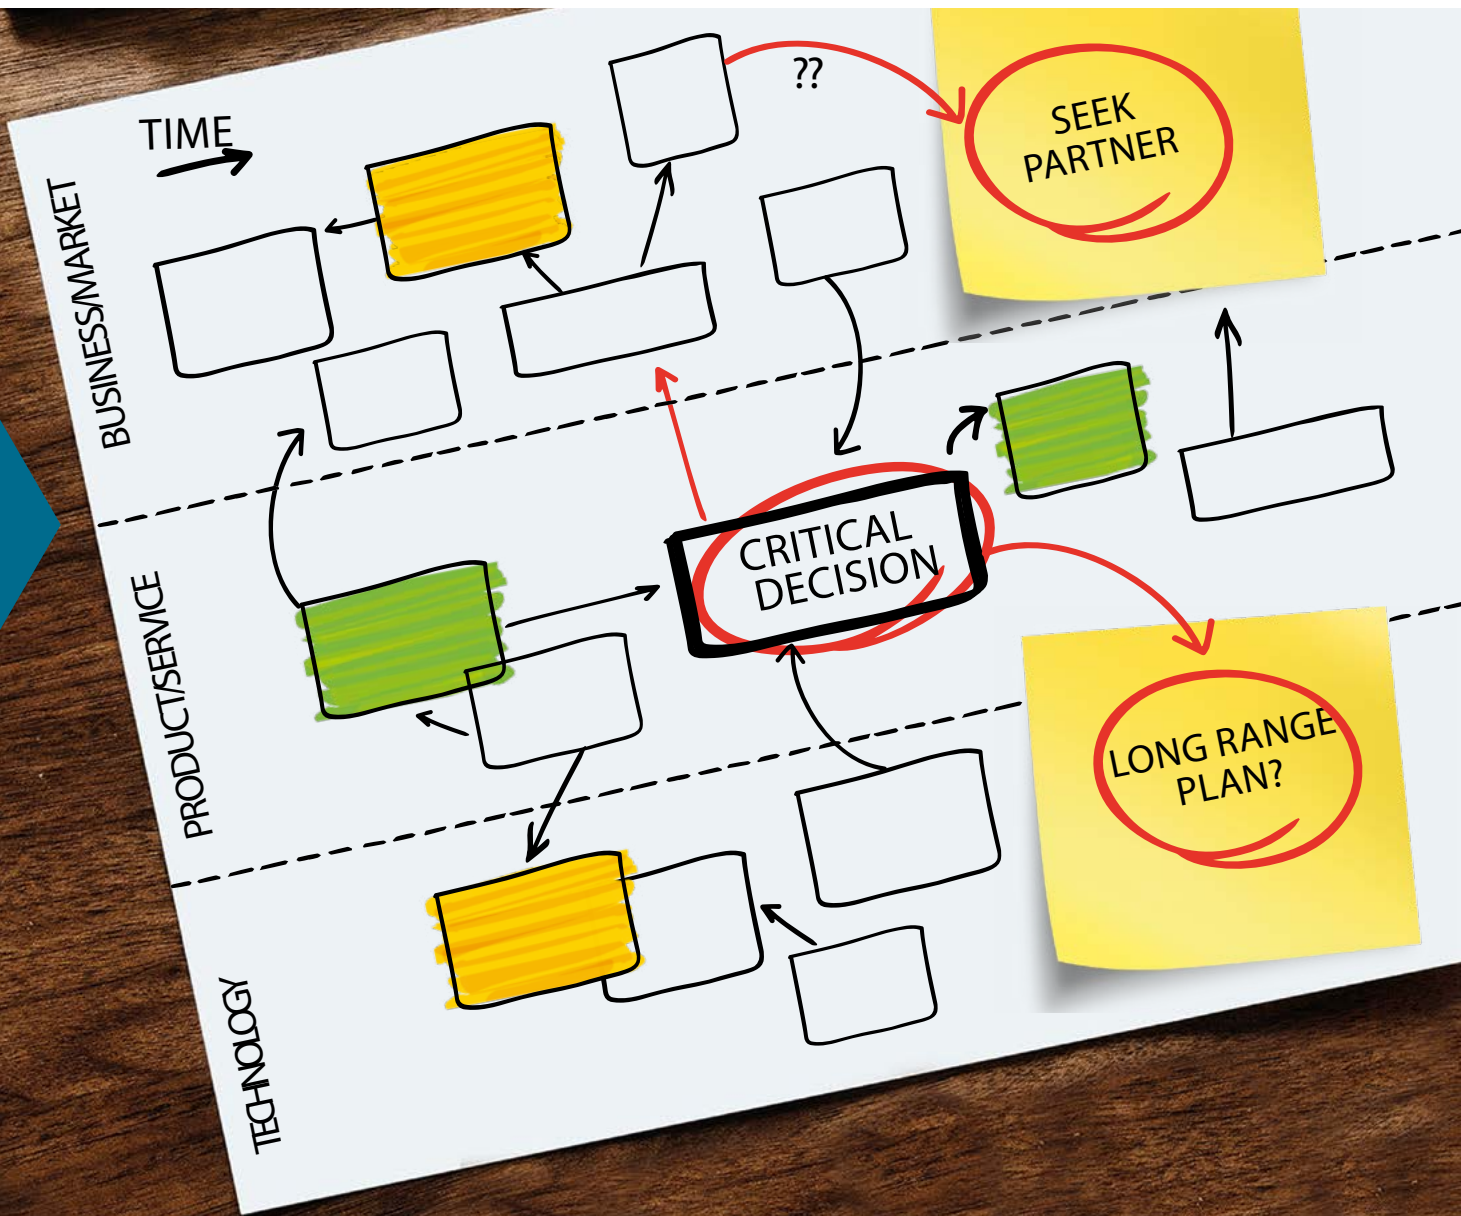 TIME
??
SEEK
PARTNER
BUSINESS/MARKET
CRITICAL
DECISION
PRODUCT/SERVICE
LONG RANGE
PLAN?
TECHNOLOGY